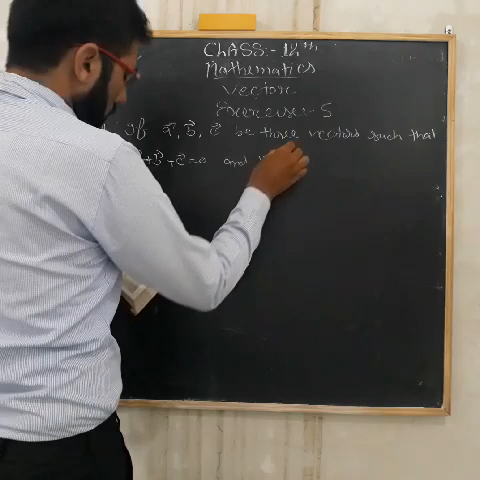 CLASS:- 12th
Mathematics
Vector
Exercise:- 5
If a⃗, b⃗, c⃗ be three vectors such that
+ b⃗ + c⃗ = 0 and